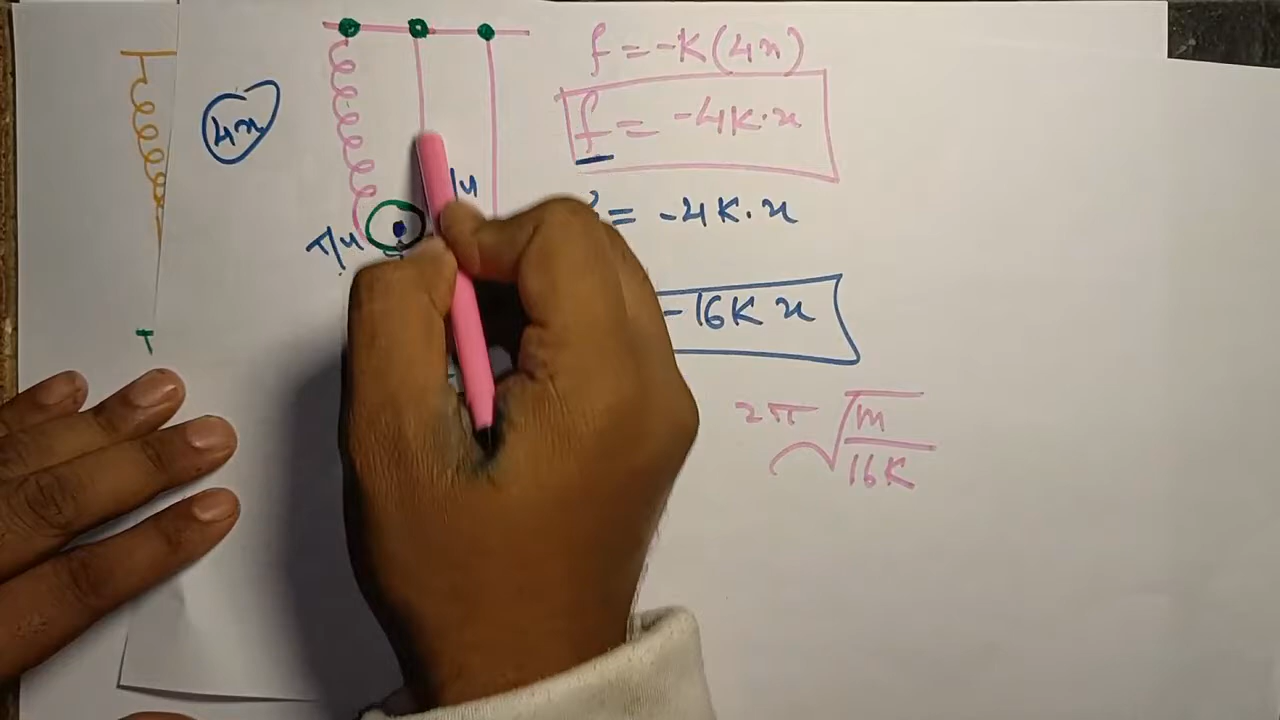 f = -K(4x)
4x
f = -4K·x
/4
= -4K·x
T/4
-16K x
2π √m/16K